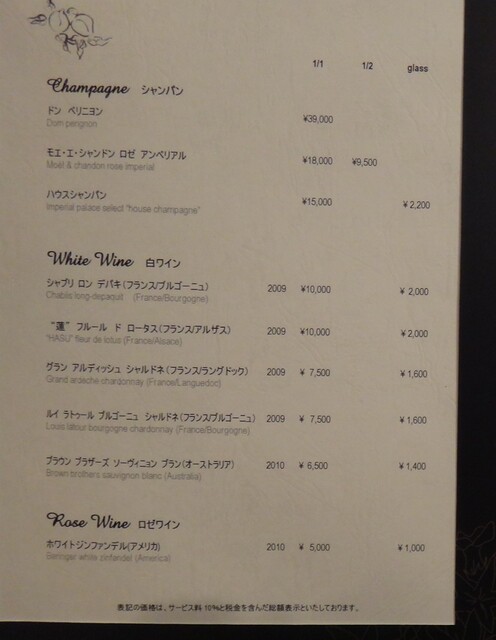 1/1 1/2 glass
Champagne シャンパン
ドン ペリニヨン ¥39,000
Dom perignon
モエ・エ・シャンドン ロゼ アンペリアル ¥18,000 ¥9,500
Moët & chandon rose imperial
ハウスシャンパン ¥15,000 ¥ 2,200
Imperial palace select "house champagne"
White Wine 白ワイン
シャブリ ロン デパキ(フランス/ブルゴーニュ) 2009 ¥10,000 ¥ 2,000
Chablis long-depaquit (France/Bourgogne)
"蓮" フルール ド ロータス(フランス/アルザス) 2009 ¥10,000 ¥ 2,000
"HASU" fleur de lotus (France/Alsace)
グラン アルディッシュ シャルドネ(フランス/ラングドック) 2009 ¥ 7,500 ¥ 1,600
Grand ardeche chardonnay (France/Languedoc)
ルイ ラトゥール ブルゴーニュ シャルドネ(フランス/ブルゴーニュ) 2009 ¥ 7,500 ¥ 1,600
Louis latour bourgogne chardonnay (France/Bourgogne)
ブラウン ブラザーズ ソーヴィニョン ブラン(オーストラリア) 2010 ¥ 6,500 ¥ 1,400
Brown brothers sauvignon blanc (Australia)
Rose Wine ロゼワイン
ホワイトジンファンデル(アメリカ) 2010 ¥ 5,000 ¥ 1,000
Beringer white zinfandel (America)
表記の価格は、サービス料 10%と税金を含んだ総額表示といたしております。